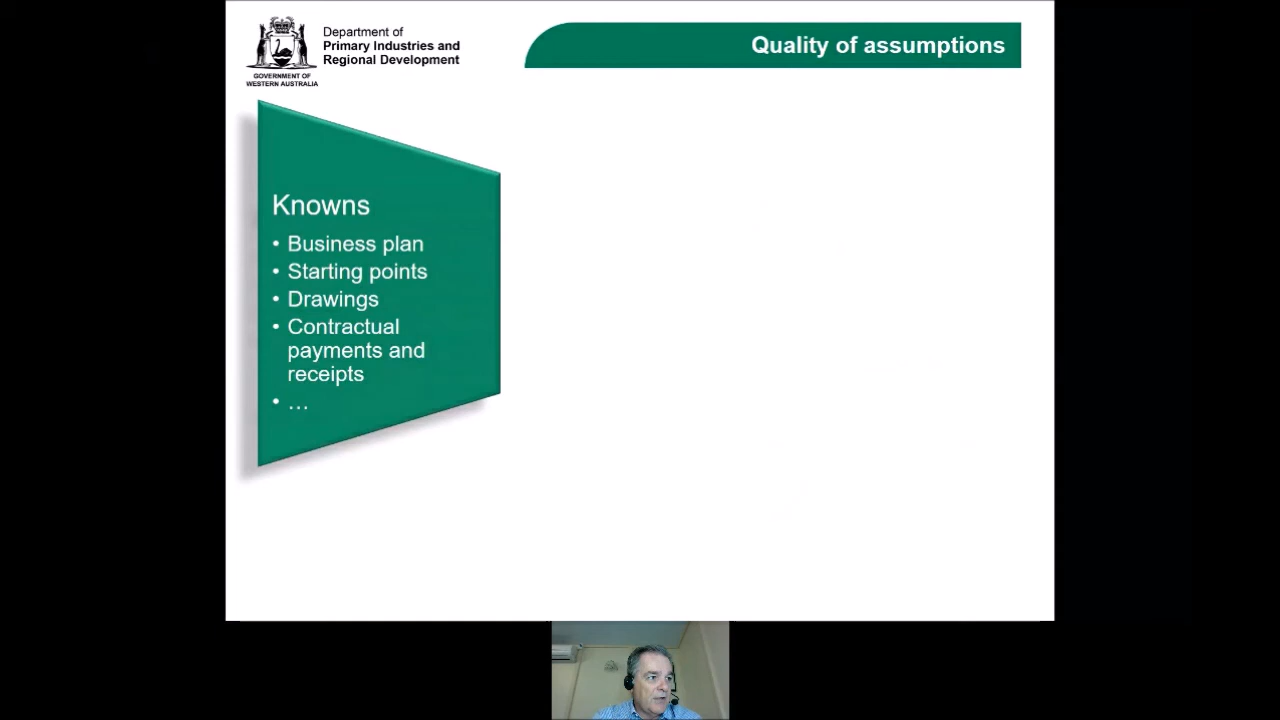 Department of
Primary Industries and
Regional Development
GOVERNMENT OF
WESTERN AUSTRALIA
Quality of assumptions
Knowns
• Business plan
• Starting points
• Drawings
• Contractual
payments and
receipts
• ...